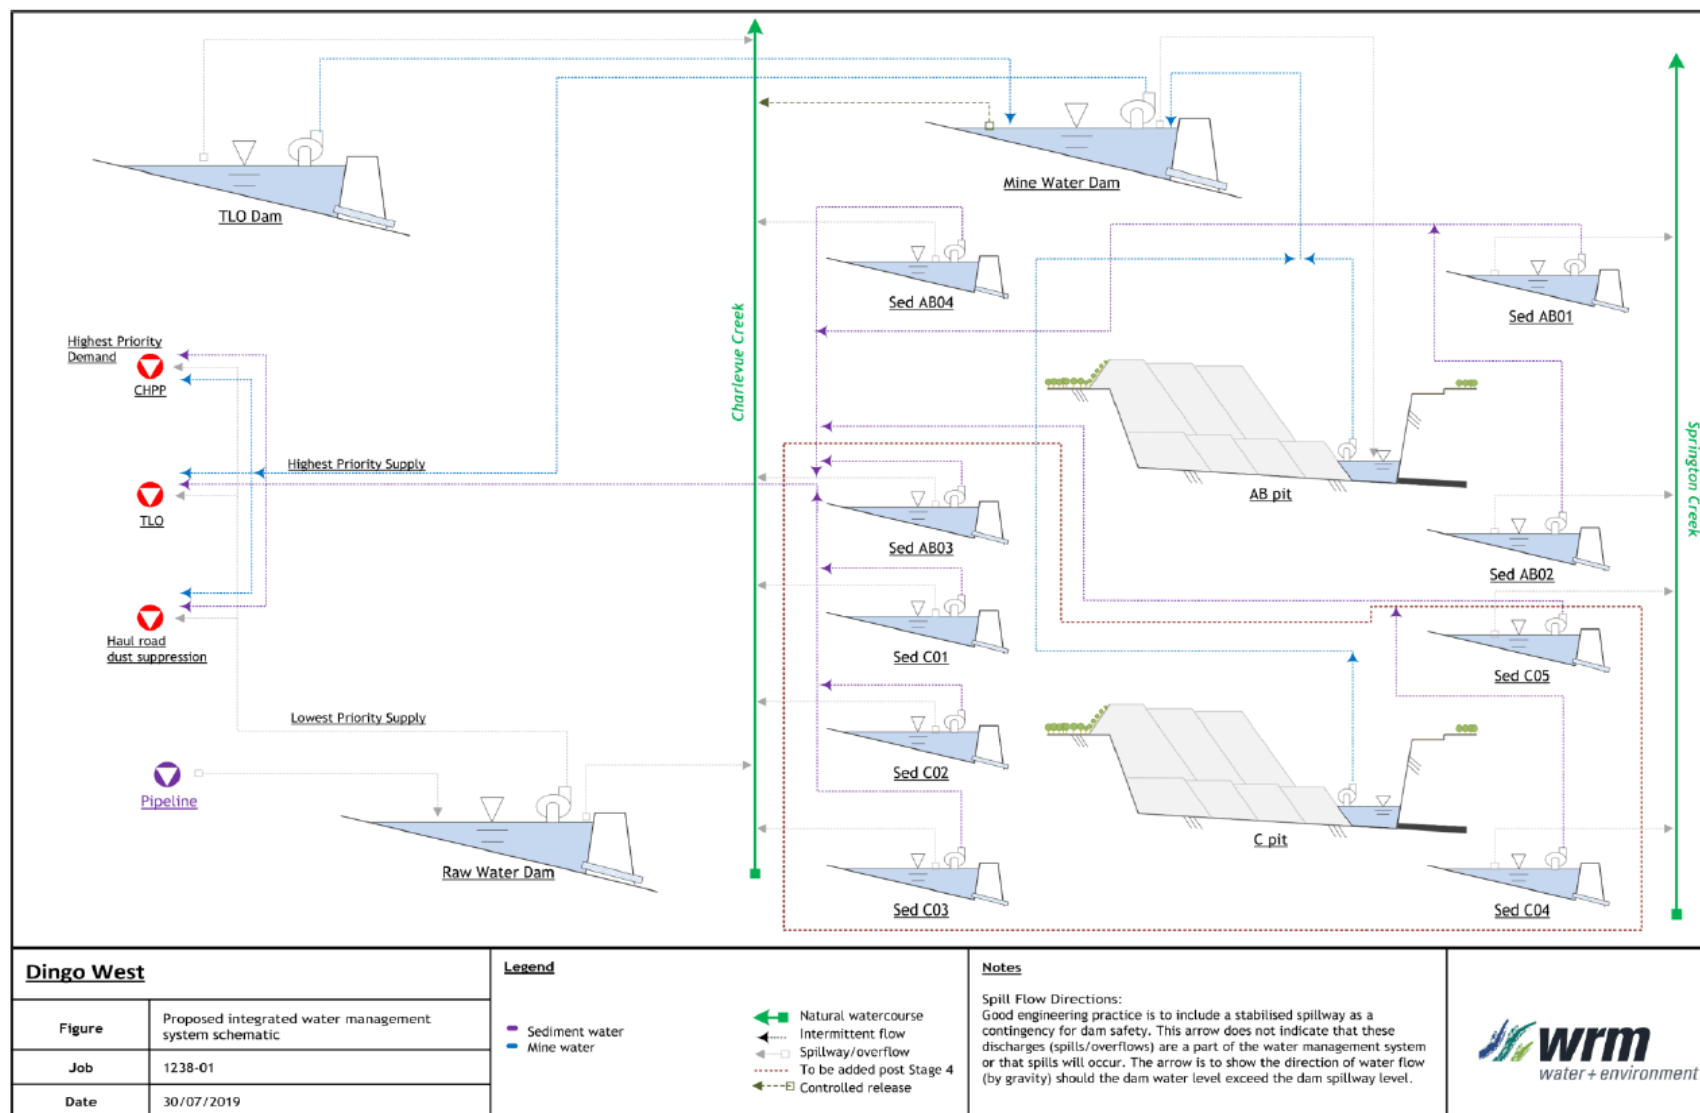 TLO Dam
Mine Water Dam
Sed AB04
Sed AB01
Charlevue Creek
Springton Creek
Highest Priority
Demand
CHPP
Highest Priority Supply
TLO
AB pit
Sed AB03
Sed AB02
Haul road
dust suppression
Sed C01
Sed C05
Lowest Priority Supply
Pipeline
Sed C02
Raw Water Dam
C pit
Sed C03
Sed C04
Dingo West
Figure
Proposed integrated water management
system schematic
Job
1238-01
Date
30/07/2019
Legend
Sediment water
Mine water
Natural watercourse
Intermittent flow
Spillway/overflow
To be added post Stage 4
Controlled release
Notes
Spill Flow Directions:
Good engineering practice is to include a stabilised spillway as a
contingency for dam safety. This arrow does not indicate that these
discharges (spills/overflows) are a part of the water management system
or that spills will occur. The arrow is to show the direction of water flow
(by gravity) should the dam water level exceed the dam spillway level.
wrm
water + environment